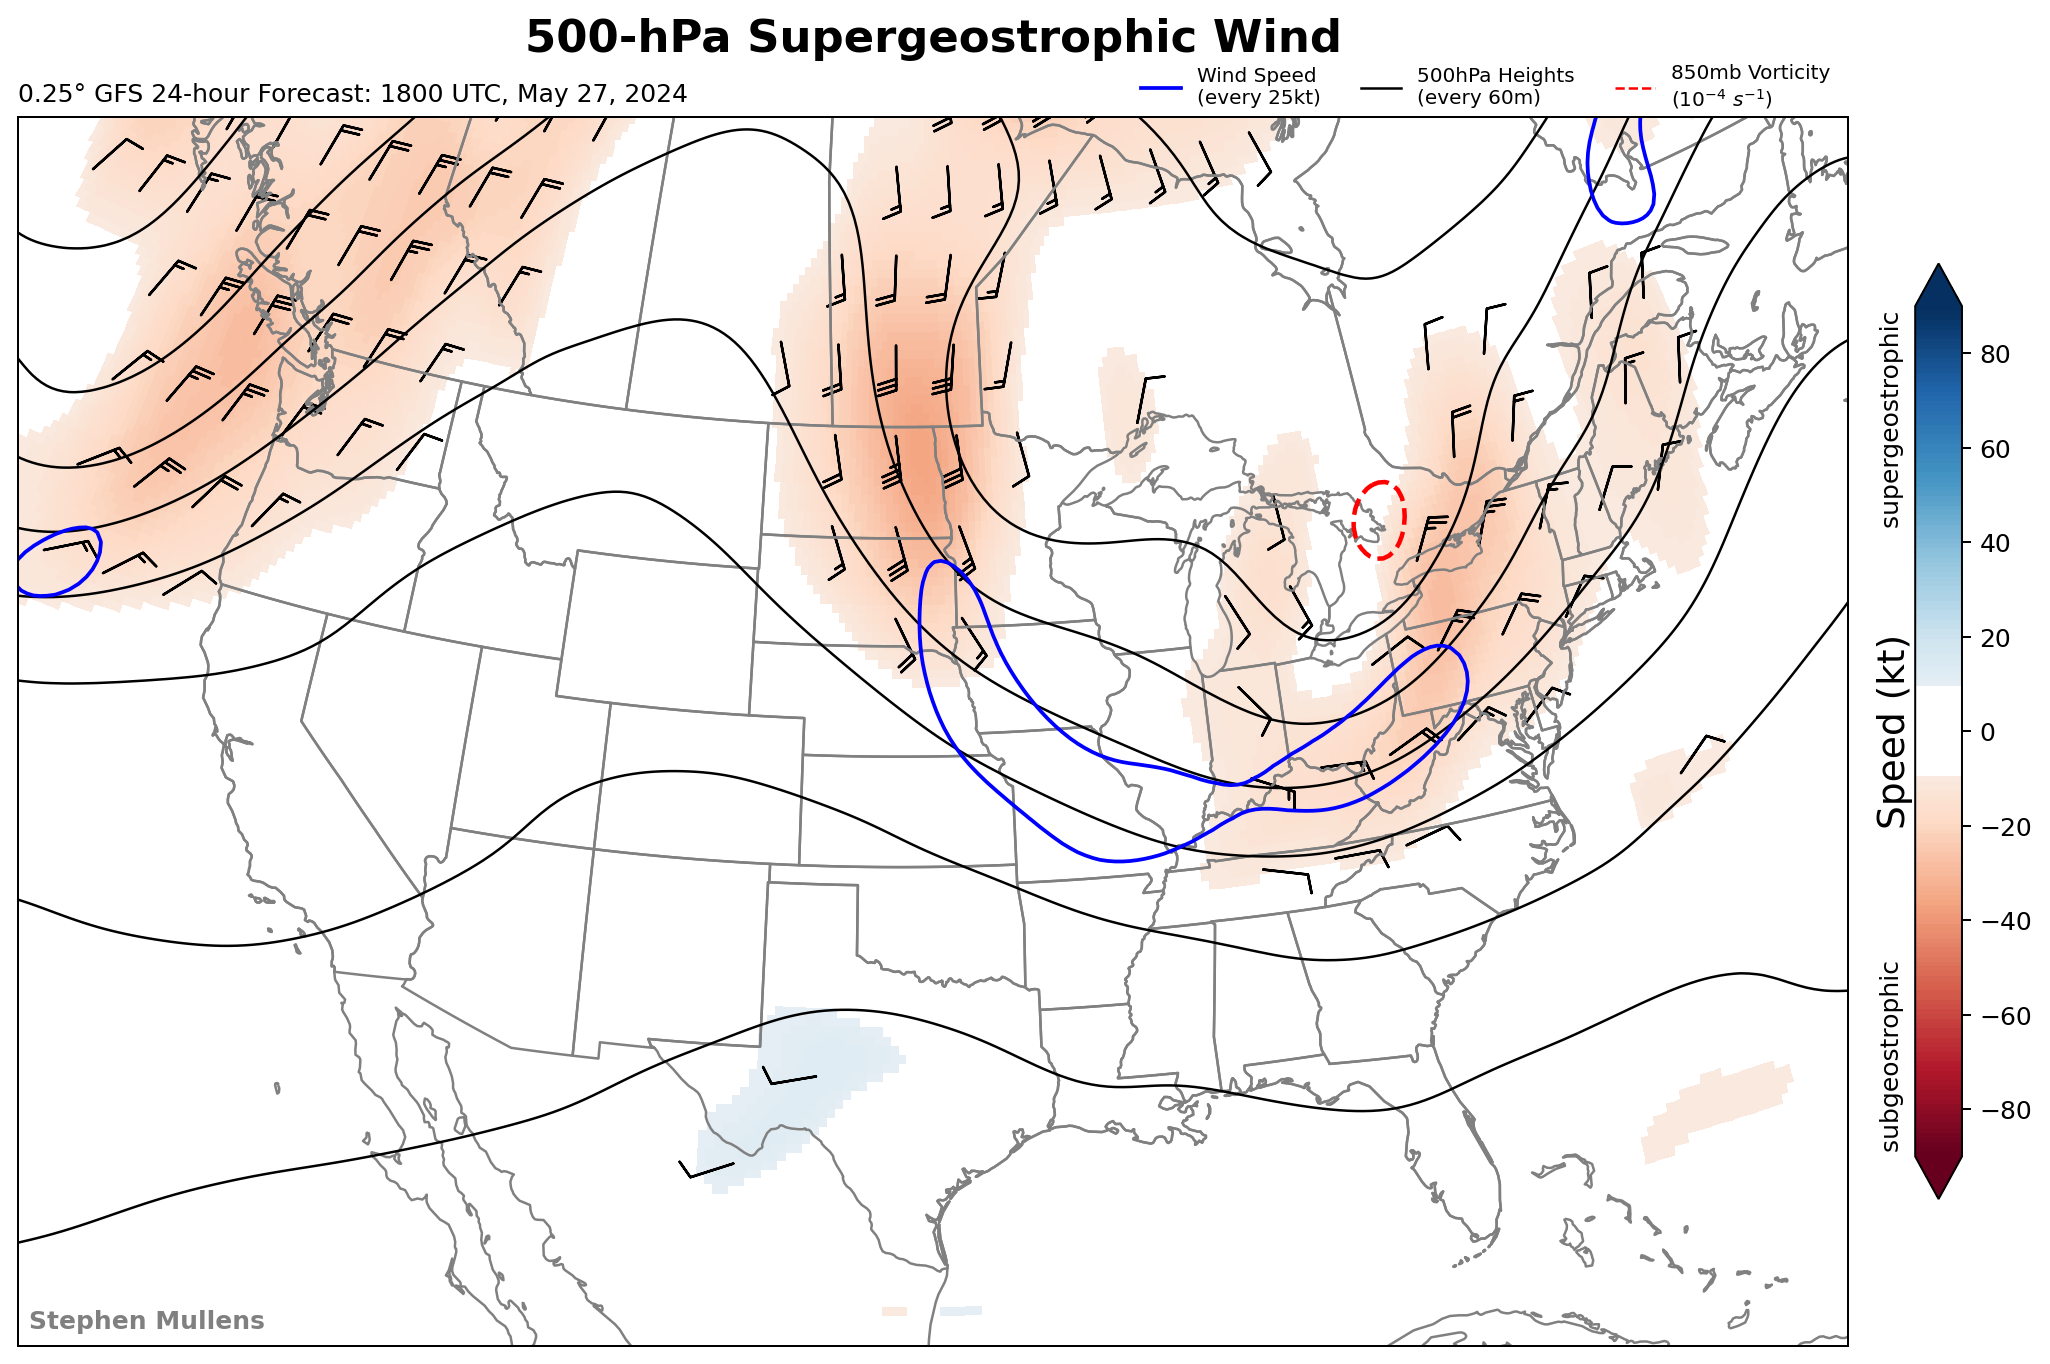 500-hPa Supergeostrophic Wind
0.25° GFS 24-hour Forecast: 1800 UTC, May 27, 2024
Wind Speed
(every 25kt)
500hPa Heights
(every 60m)
850mb Vorticity
(10⁻⁴ s⁻¹)
supergeostrophic
Speed (kt)
subgeostrophic
80
60
40
20
0
−20
−40
−60
−80
Stephen Mullens